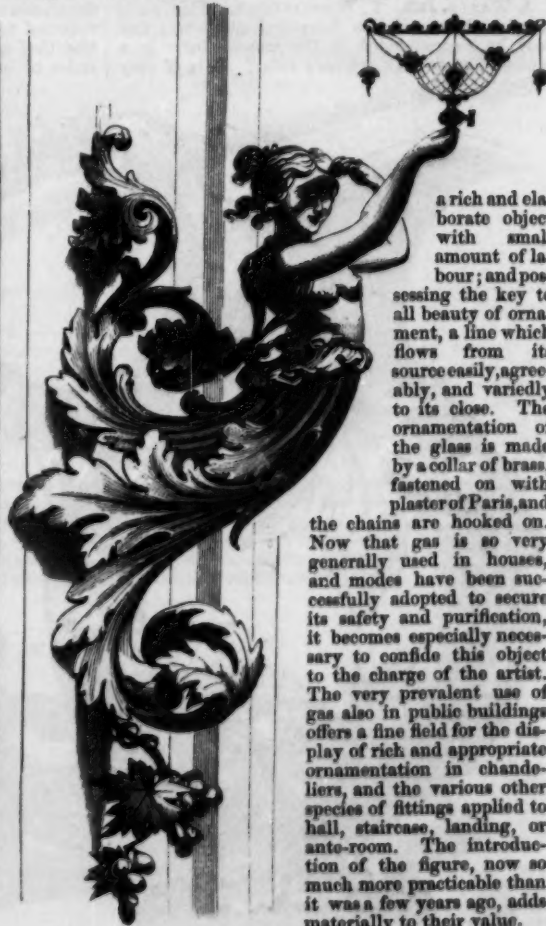 a rich and ela
borate objec
with smal
amount of la
bour; and pos
sessing the key t
all beauty of orna
ment, a line which
flows from it
source easily, agree
ably, and variedly
to its close. The
ornamentation o
the glass is made
by a collar of brass,
fastened on with
plaster of Paris, and
the chains are hooked on.
Now that gas is so very
generally used in houses,
and modes have been suc-
cessfully adopted to secure
its safety and purification,
it becomes especially neces-
sary to confide this object
to the charge of the artist.
The very prevalent use of
gas also in public buildings
offers a fine field for the dis-
play of rich and appropriate
ornamentation in chande-
liers, and the various other
species of fittings applied to
hall, staircase, landing, or
ante-room. The introduc-
tion of the figure, now so
much more practicable than
it was a few years ago, adds
materially to their value.